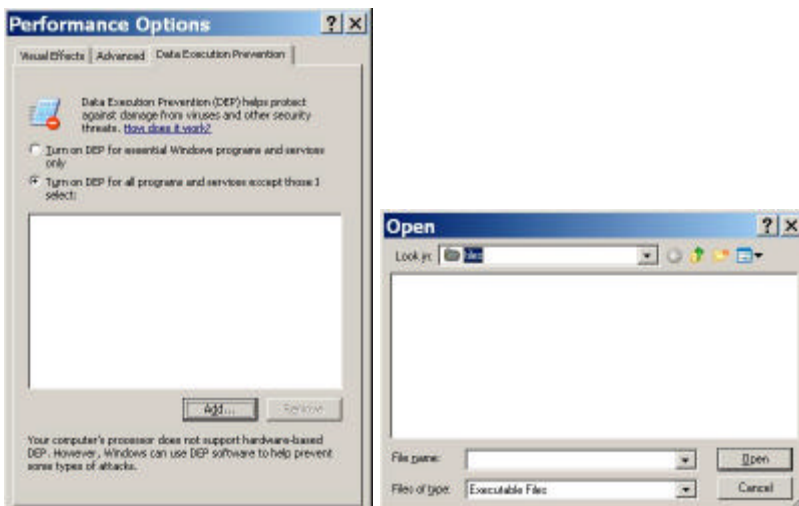 Performance Options
Visual Effects
Advanced
Data Execution Prevention
Data Execution Prevention (DEP) helps protect
against damage from viruses and other security
threats. How does it work?
Turn on DEP for essential Windows programs and services
only
Turn on DEP for all programs and services except those I
select:
Add...
Remove
Your computer's processor does not support hardware-based
DEP. However, Windows can use DEP software to help prevent
some types of attacks.
Open
Look in:
File name:
Open
Files of type:
Executable Files
Cancel